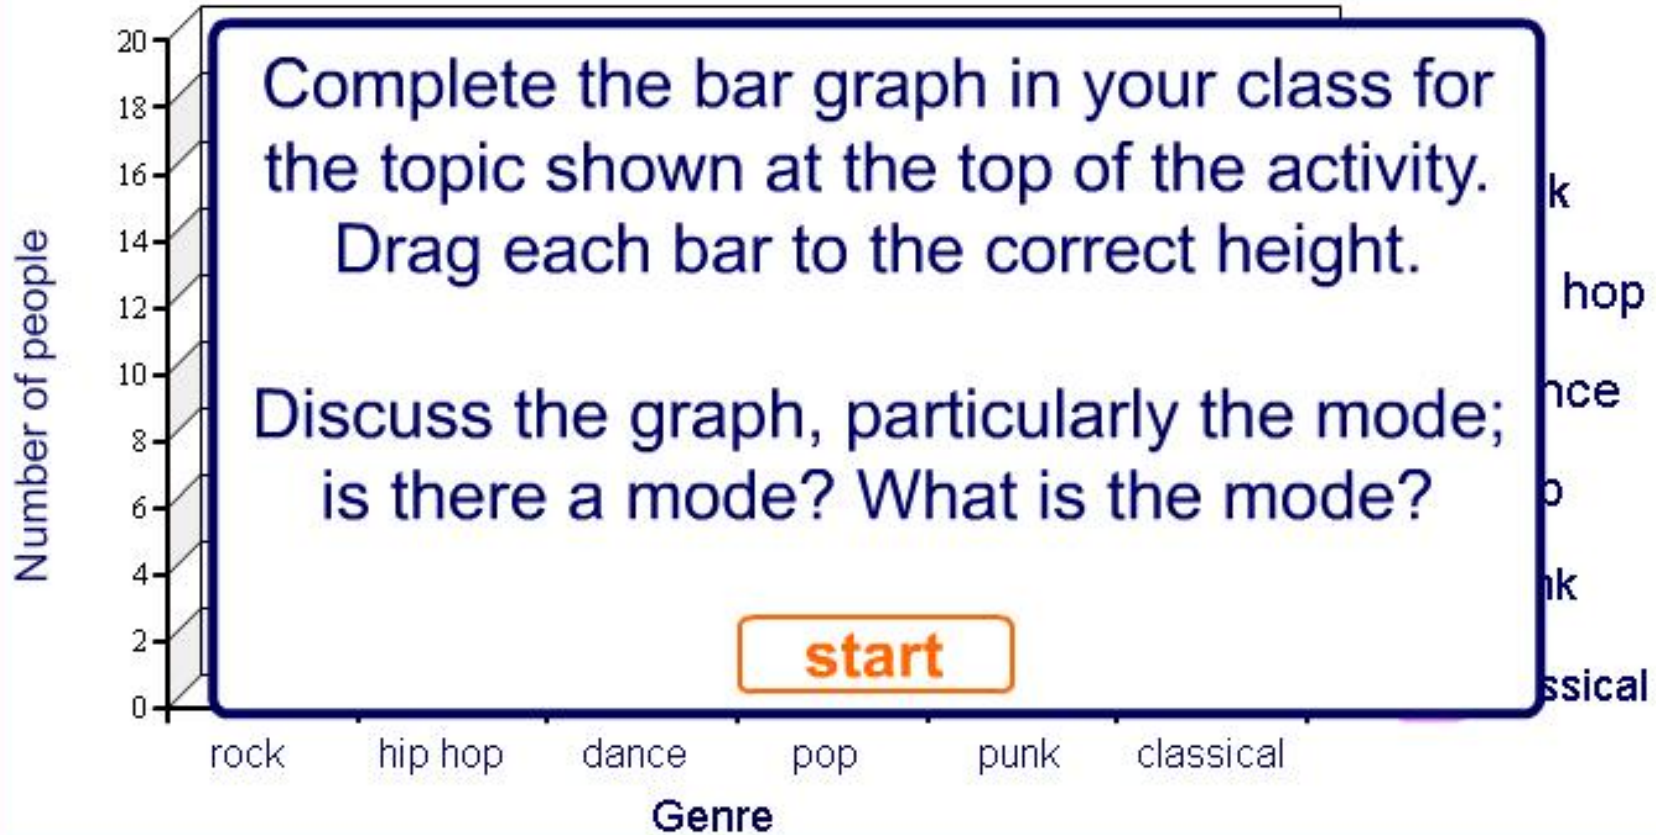 Complete the bar graph in your class for
the topic shown at the top of the activity.
Drag each bar to the correct height.
Discuss the graph, particularly the mode;
is there a mode? What is the mode?
start
Number of people
20
18
16
14
12
10
8
6
4
2
0
rock
hip hop
dance
pop
punk
classical
Genre
hop